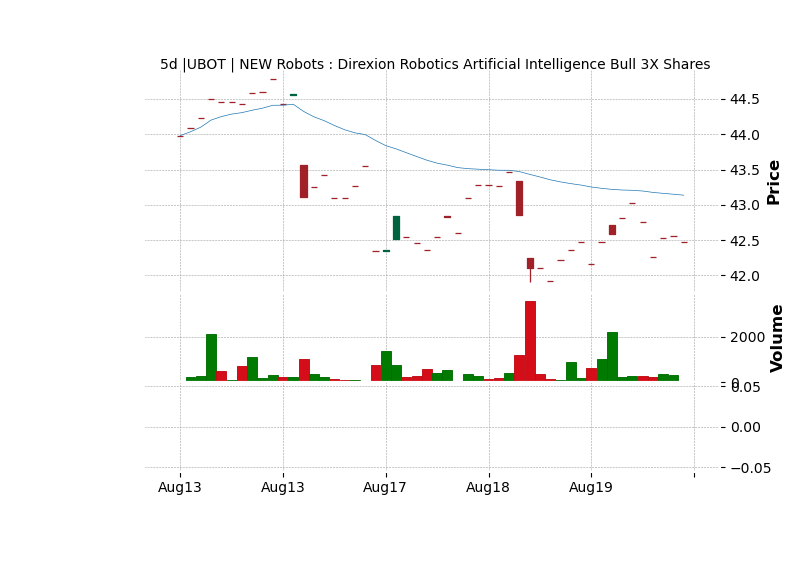 5d |UBOT | NEW Robots : Direxion Robotics Artificial Intelligence Bull 3X Shares
44.5
44.0
43.5
43.0
42.5
42.0
Price
2000
0
Volume
0.05
0.00
−0.05
Aug13 Aug13 Aug17 Aug18 Aug19